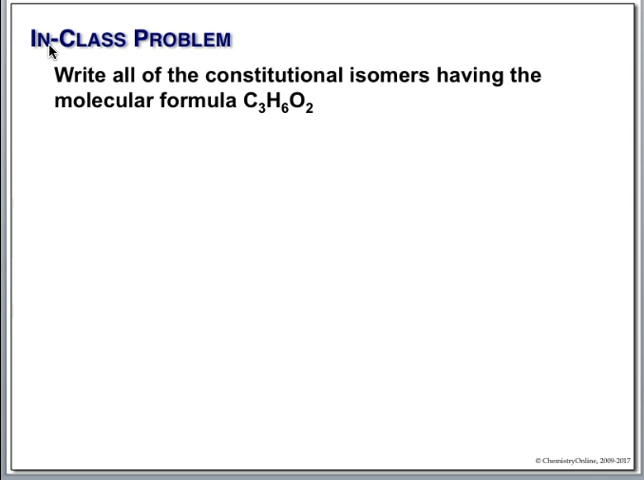 IN-CLASS PROBLEM
Write all of the constitutional isomers having the
molecular formula C₃H₆O₂
© ChemistryOnline, 2009-2017